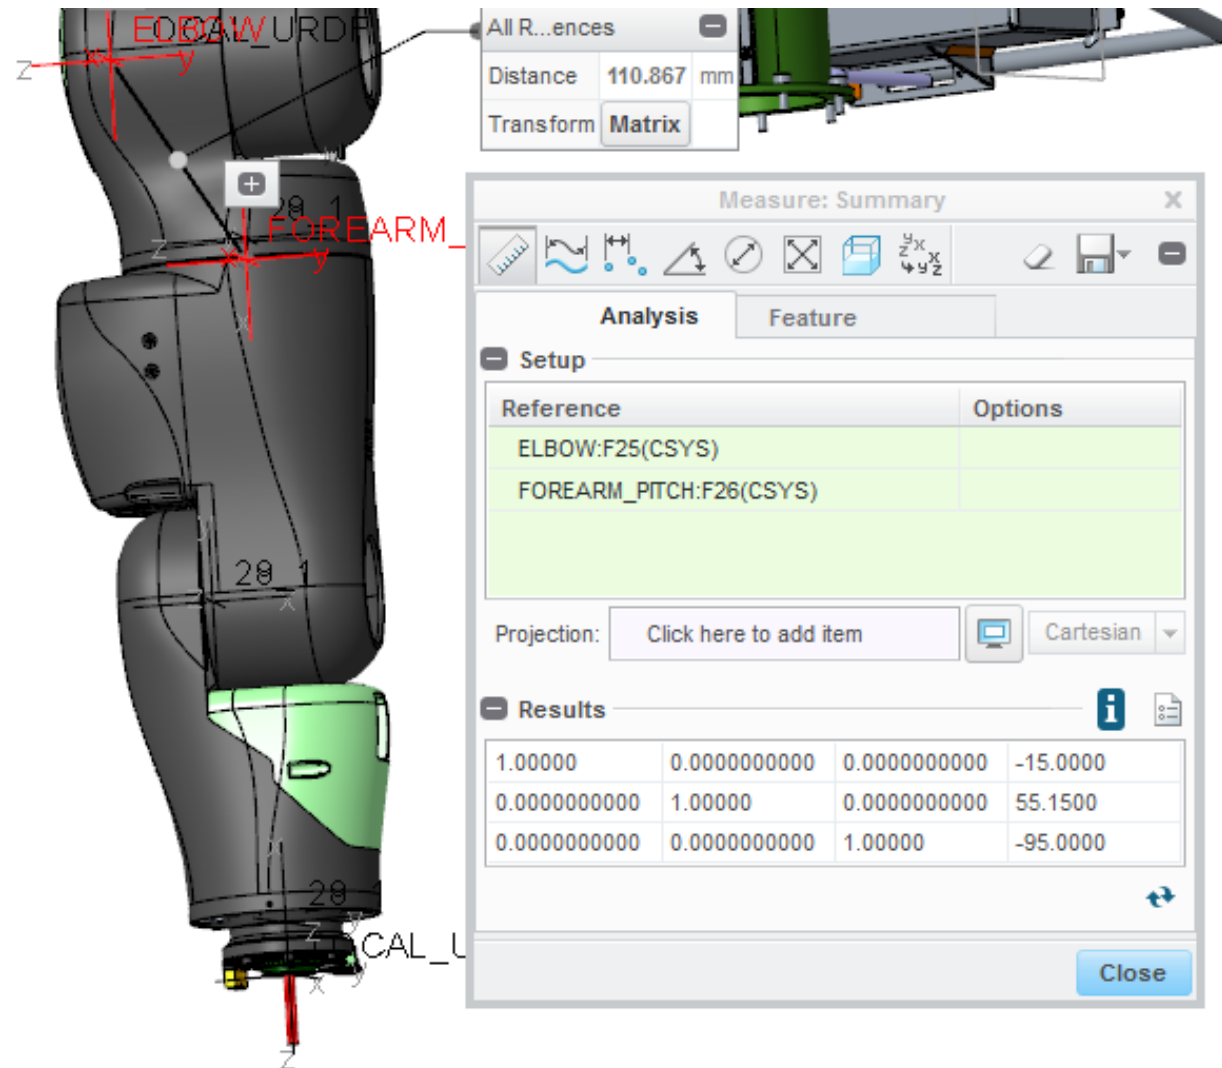 All R...ences
Distance 110.867 mm
Transform Matrix
z
y
z
FOREARM_
y
x
29 1
Measure: Summary
Analysis Feature
Setup
Reference Options
ELBOW:F25(CSYS)
FOREARM_PITCH:F26(CSYS)
Projection: Click here to add item Cartesian
Results
1.00000 0.0000000000 0.0000000000 -15.0000
0.0000000000 1.00000 0.0000000000 55.1500
0.0000000000 0.0000000000 1.00000 -95.0000
Close
x
z
CAL_U
x
y
z